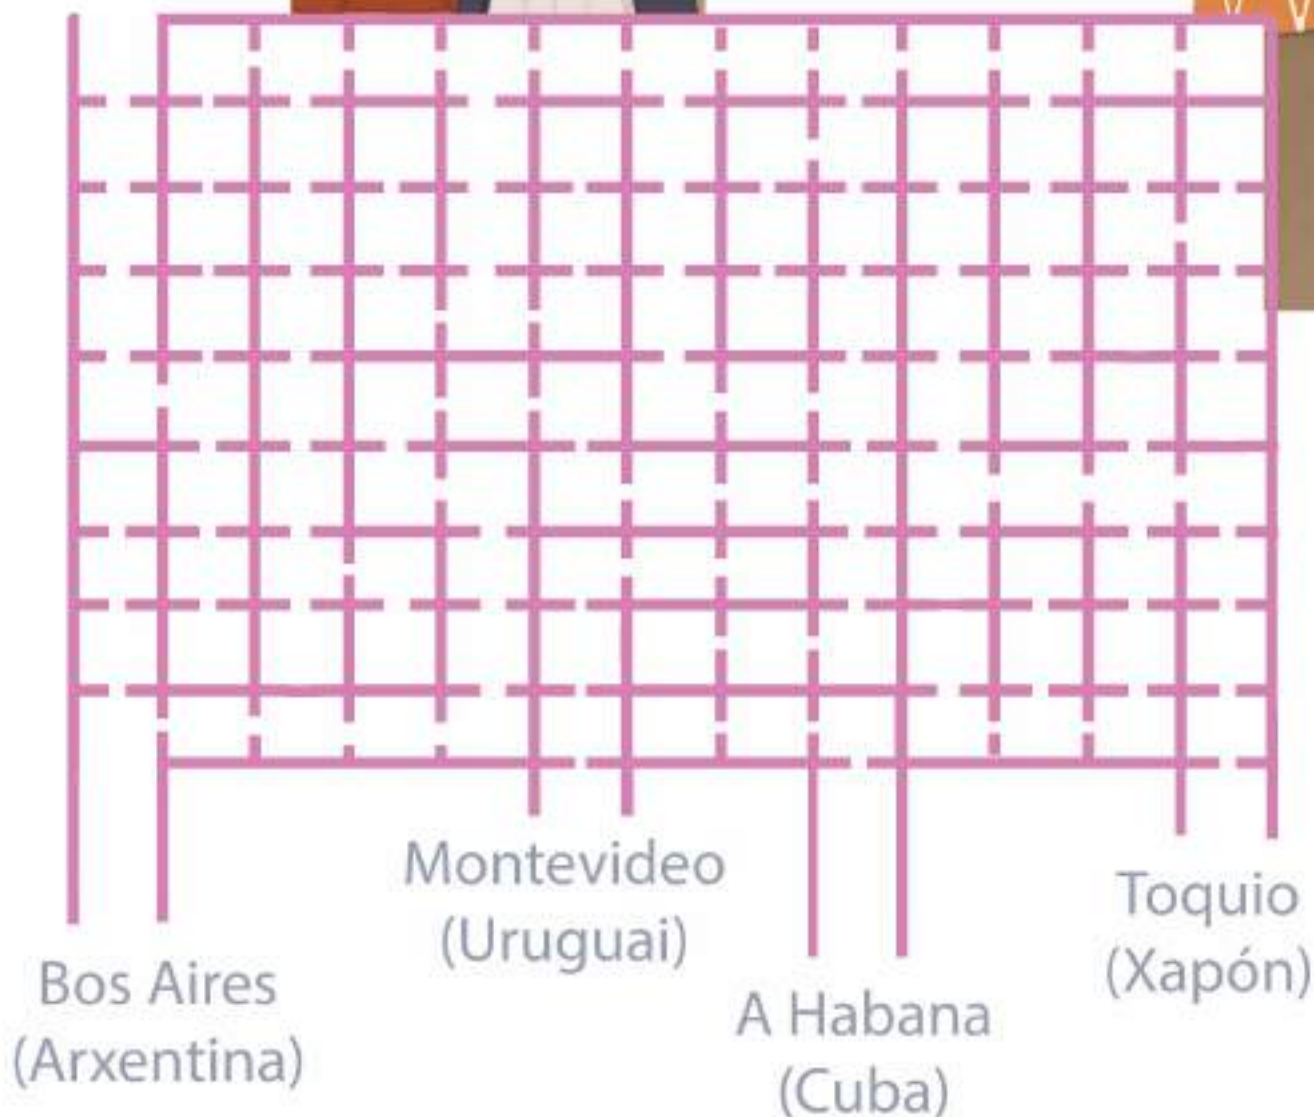 Montevideo
(Uruguai)
Toquio
(Xapón)
Bos Aires
(Arxentina)
A Habana
(Cuba)